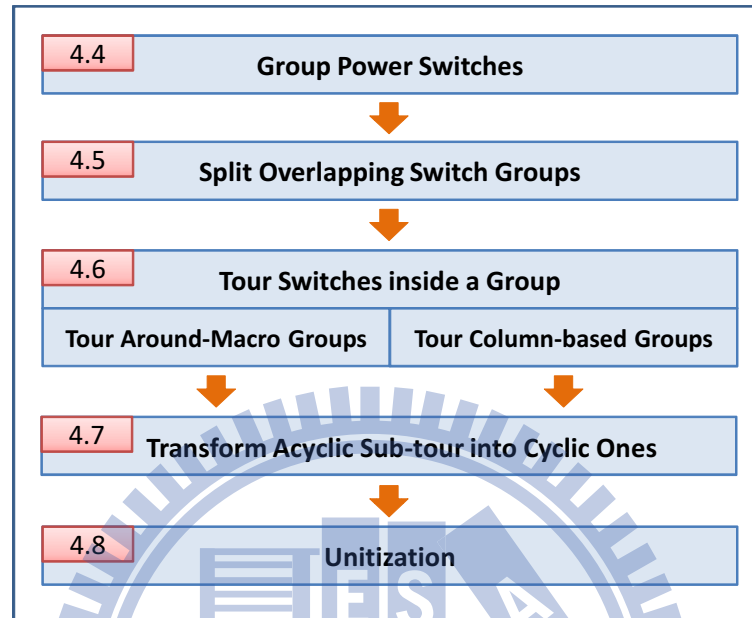 4.4
Group Power Switches
4.5
Split Overlapping Switch Groups
4.6
Tour Switches inside a Group
Tour Around-Macro Groups
Tour Column-based Groups
4.7
Transform Acyclic Sub-tour into Cyclic Ones
4.8
Unitization
E S A